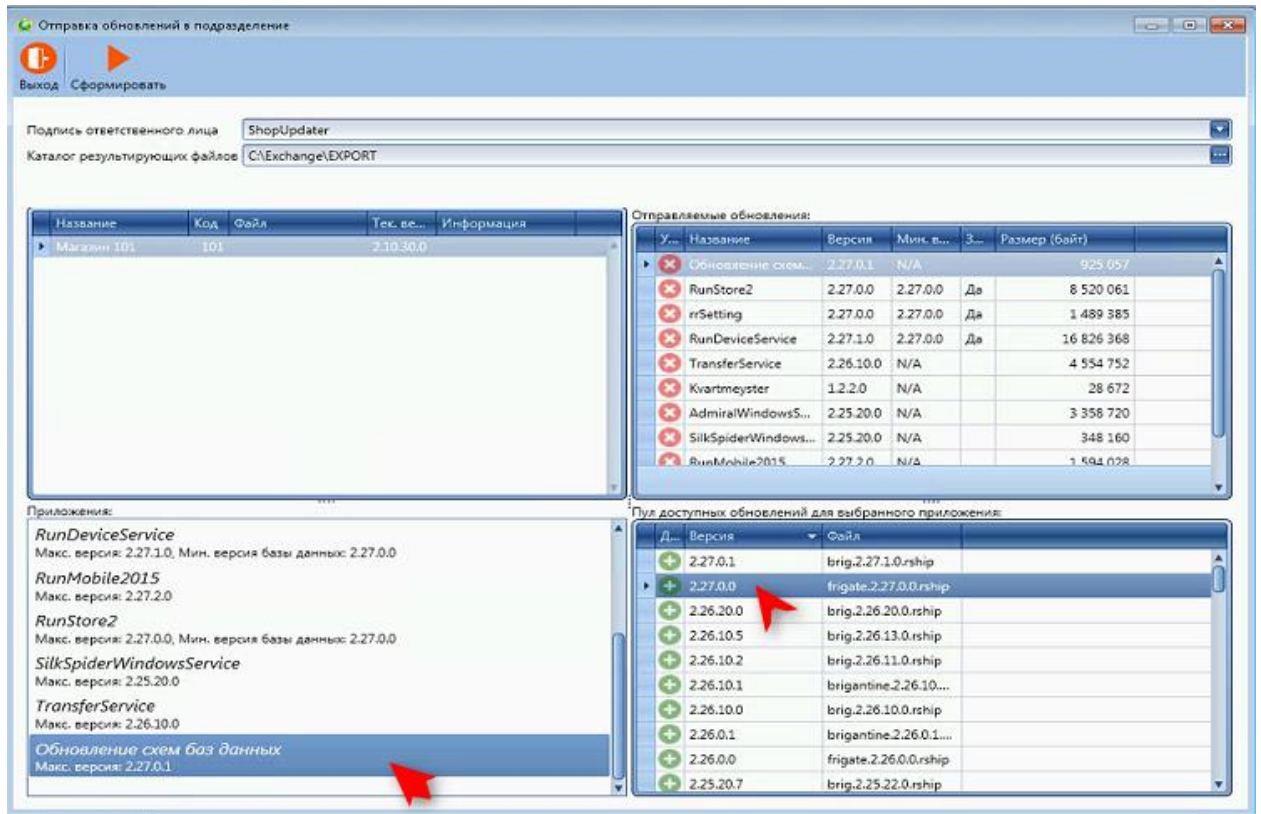 Отправка обновлений в подразделение
Выход Сформировать
Подпись ответственного лица ShopUpdater
Каталог результирующих файлов C:\Exchange\EXPORT
Название Код Файл Тек. ве... Информация
Магазин 101 101 2.10.30.0
Отправляемые обновления:
У... Название Версия Мин. в... З... Размер (байт)
Обновление схем... 2.27.0.1 N/A 925 057
RunStore2 2.27.0.0 2.27.0.0 Да 8 520 061
rrSetting 2.27.0.0 2.27.0.0 Да 1 489 385
RunDeviceService 2.27.1.0 2.27.0.0 Да 16 826 368
TransferService 2.26.10.0 N/A 4 554 752
Kvartmeyster 1.2.2.0 N/A 28 672
AdmiralWindowsS... 2.25.20.0 N/A 3 358 720
SilkSpiderWindows... 2.25.20.0 N/A 348 160
RunMobile2015 2.27.2.0 N/A 1 594 028
Приложения:
RunDeviceService
Макс. версия: 2.27.1.0, Мин. версия базы данных: 2.27.0.0
RunMobile2015
Макс. версия: 2.27.2.0
RunStore2
Макс. версия: 2.27.0.0, Мин. версия базы данных: 2.27.0.0
SilkSpiderWindowsService
Макс. версия: 2.25.20.0
TransferService
Макс. версия: 2.26.10.0
Обновление схем баз данных
Макс. версия: 2.27.0.1
Пул доступных обновлений для выбранного приложения:
Д... Версия Файл
2.27.0.1 brig.2.27.1.0.rship
2.27.0.0 frigate.2.27.0.0.rship
2.26.20.0 brig.2.26.20.0.rship
2.26.10.5 brig.2.26.13.0.rship
2.26.10.2 brig.2.26.11.0.rship
2.26.10.1 brigantine.2.26.10....
2.26.10.0 brig.2.26.10.0.rship
2.26.0.1 brigantine.2.26.0.1....
2.26.0.0 frigate.2.26.0.0.rship
2.25.20.7 brig.2.25.22.0.rship